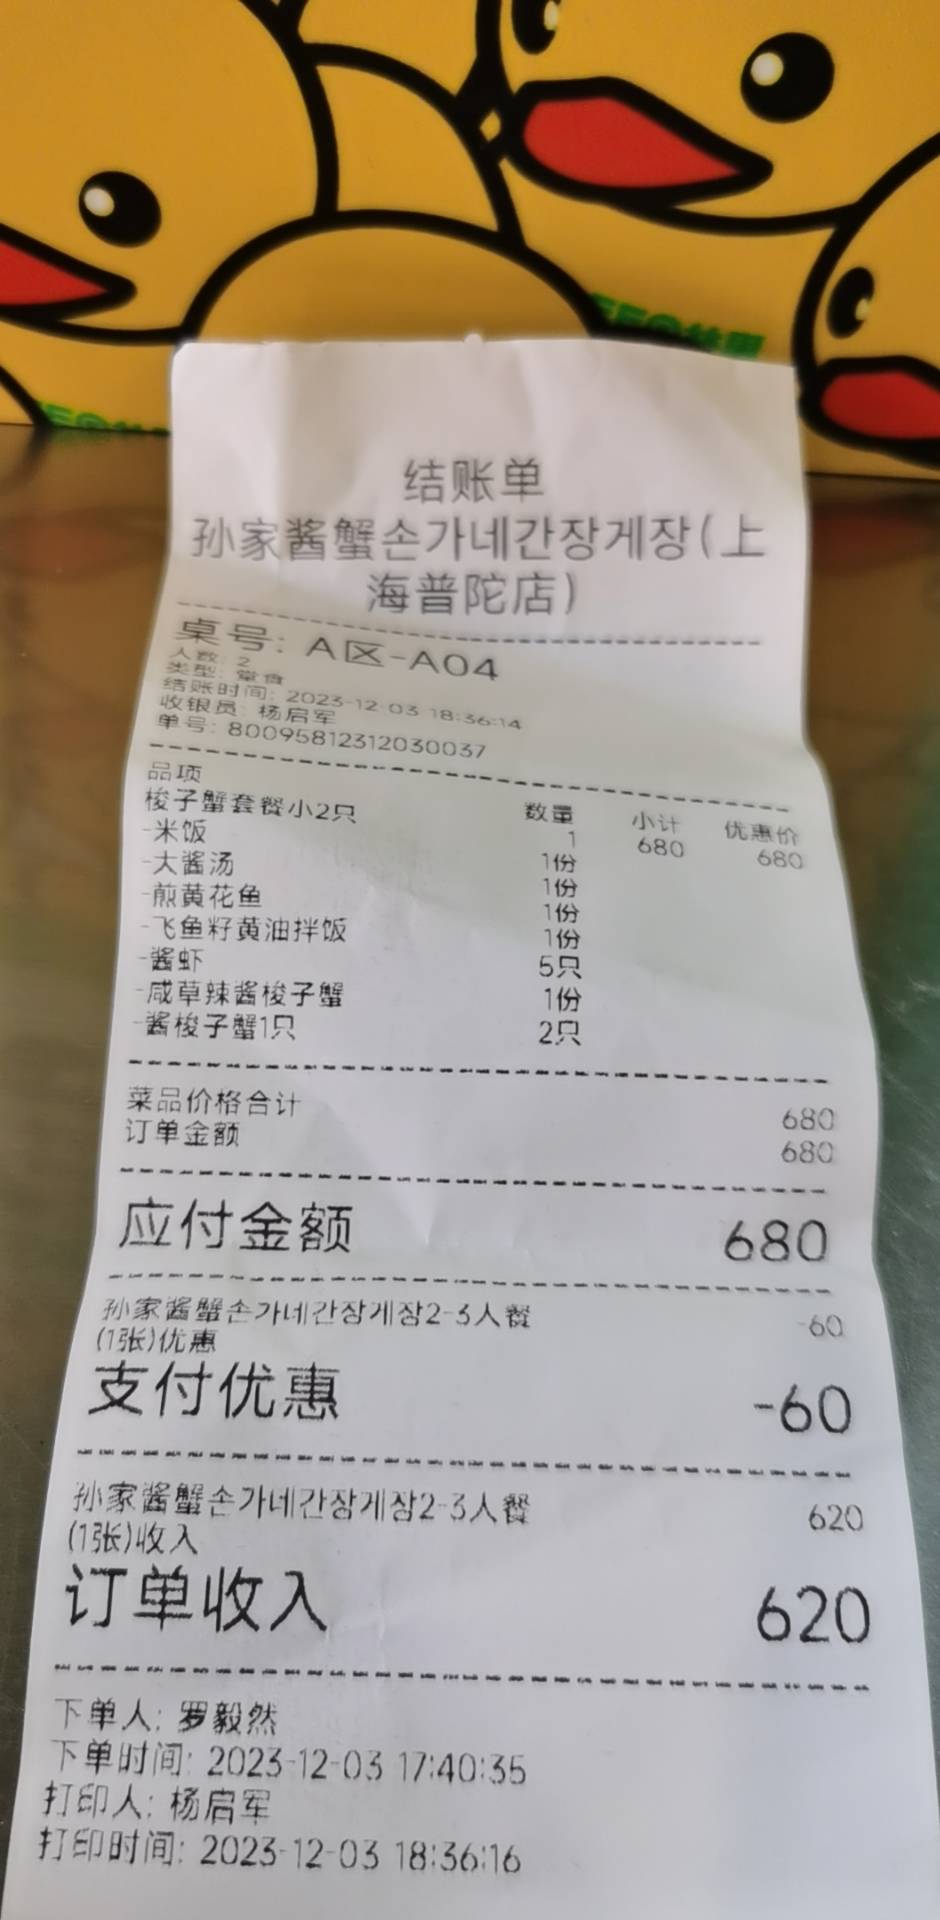 结账单
孙家酱蟹손가네간장게장(上
海普陀店)
桌号: A区-A04
人数: 2
类型: 堂食
结账时间: 2023-12-03 18:36:14
收银员: 杨启军
单号: 80095812312030037
品项 数量 小计 优惠价
梭子蟹套餐小2只 1 680 680
-米饭 1份
-大酱汤 1份
-煎黄花鱼 1份
-飞鱼籽黄油拌饭 1份
-酱虾 5只
-咸草辣酱梭子蟹 1份
-酱梭子蟹1只 2只
菜品价格合计 680
订单金额 680
应付金额 680
孙家酱蟹손가네간장게장2-3人餐 -60
(1张)优惠
支付优惠 -60
孙家酱蟹손가네간장게장2-3人餐 620
(1张)收入
订单收入 620
下单人: 罗毅然
下单时间: 2023-12-03 17:40:35
打印人: 杨启军
打印时间: 2023-12-03 18:36:16